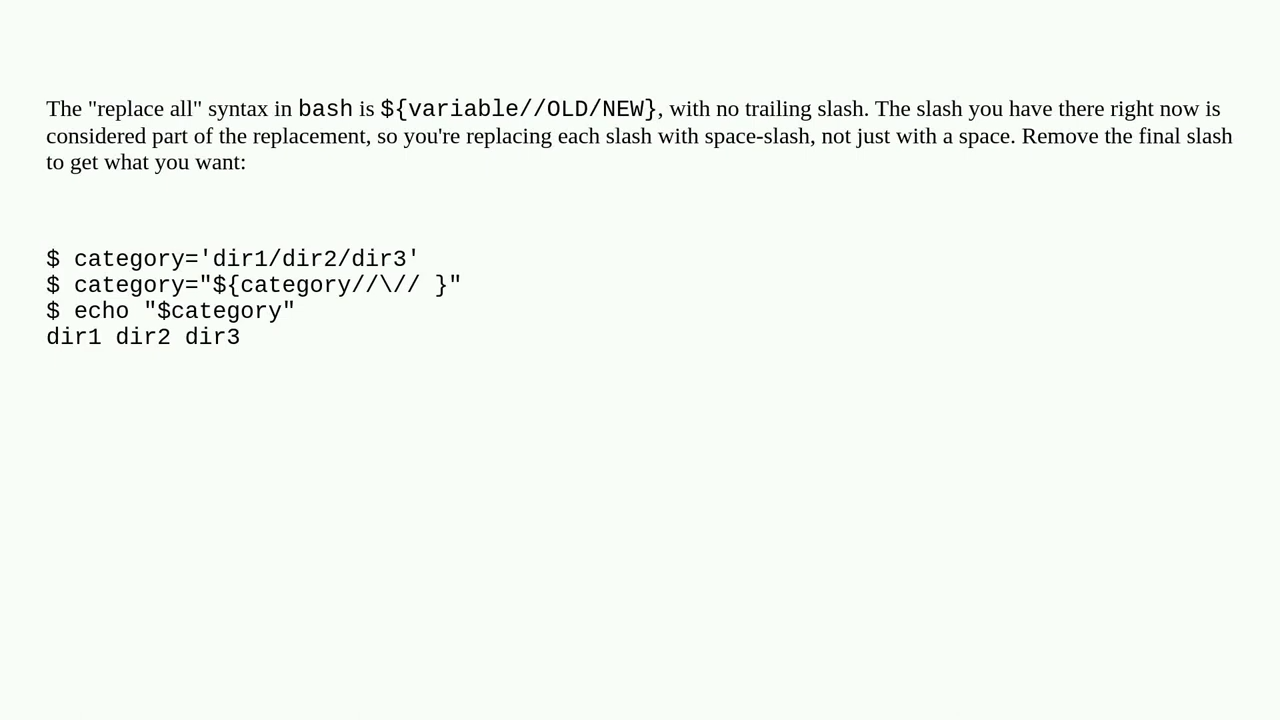 The "replace all" syntax in bash is ${variable//OLD/NEW}, with no trailing slash. The slash you have there right now is
considered part of the replacement, so you're replacing each slash with space-slash, not just with a space. Remove the final slash
to get what you want:
$ category='dir1/dir2/dir3'
$ category="${category//\// }"
$ echo "$category"
dir1 dir2 dir3